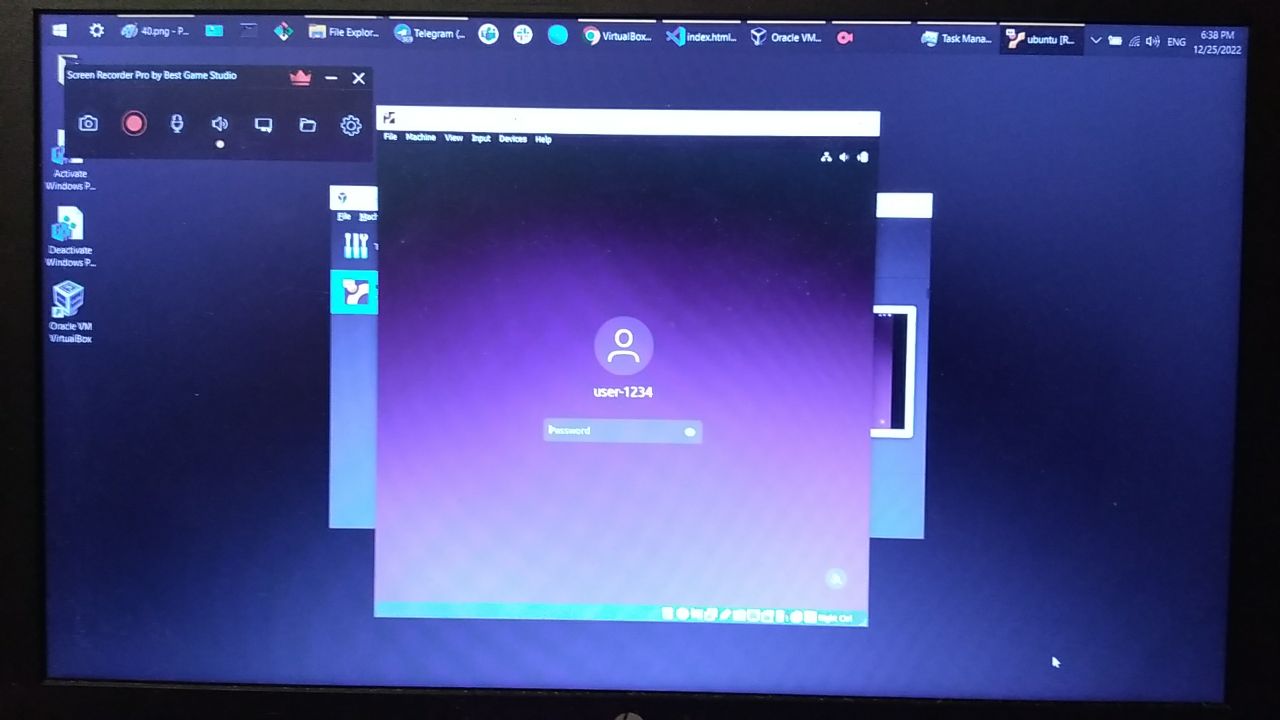 40.png - P...
File Explor...
Telegram (...
VirtualBox...
index.html...
Oracle VM...
Task Mana...
ubuntu [R...
ENG
6:38 PM
12/25/2022
Screen Recorder Pro by Best Game Studio
File Machine View Input Devices Help
Activate
Windows P...
File Mach
Deactivate
Windows P...
Oracle VM
VirtualBox
user-1234
Password
Right Ctrl